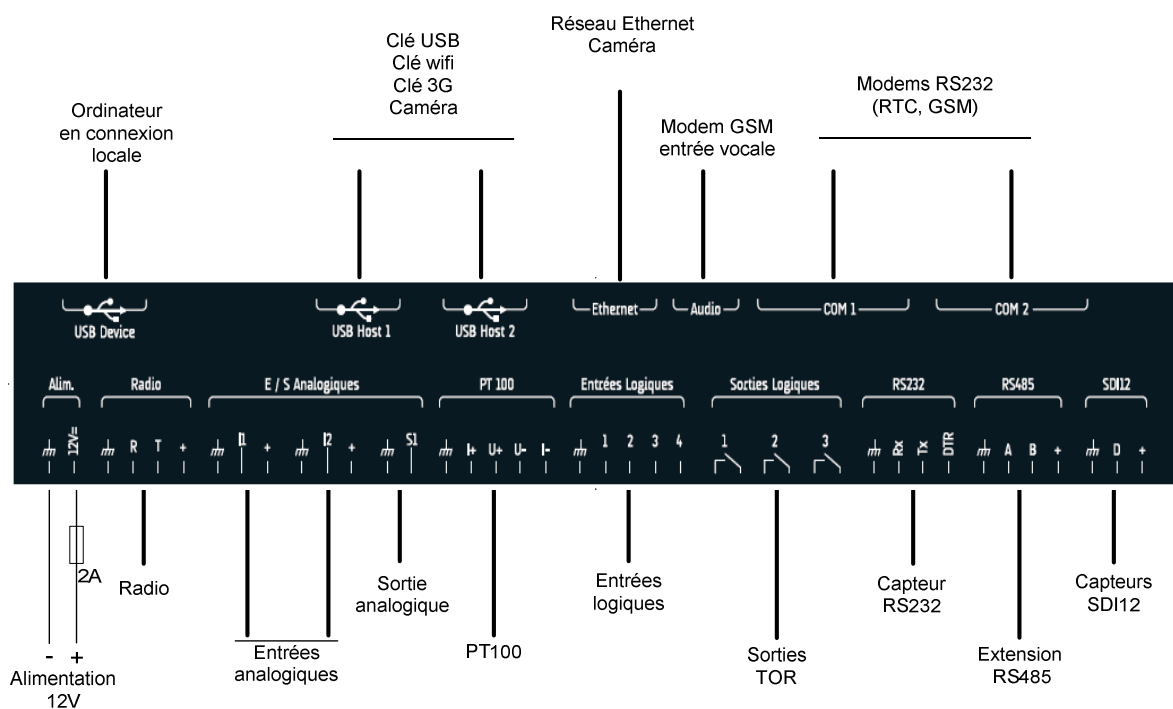 Réseau Ethernet
Caméra
Clé USB
Clé wifi
Clé 3G
Caméra
Modems RS232
(RTC, GSM)
Ordinateur
en connexion
locale
Modem GSM
entrée vocale
USB Device
USB Host 1
USB Host 2
Ethernet
Audio
COM 1
COM 2
Alim.
Radio
E / S Analogiques
PT 100
Entrées Logiques
Sorties Logiques
RS232
RS485
SDI12
12V=
R T +
I1 + I2 + S1
I+ U+ U- I-
1 2 3 4
1 2 3
Rx Tx DTR
A B +
D +
2A
Radio
Sortie
analogique
Entrées
logiques
Capteur
RS232
Capteurs
SDI12
- +
Alimentation
12V
Entrées
analogiques
PT100
Sorties
TOR
Extension
RS485